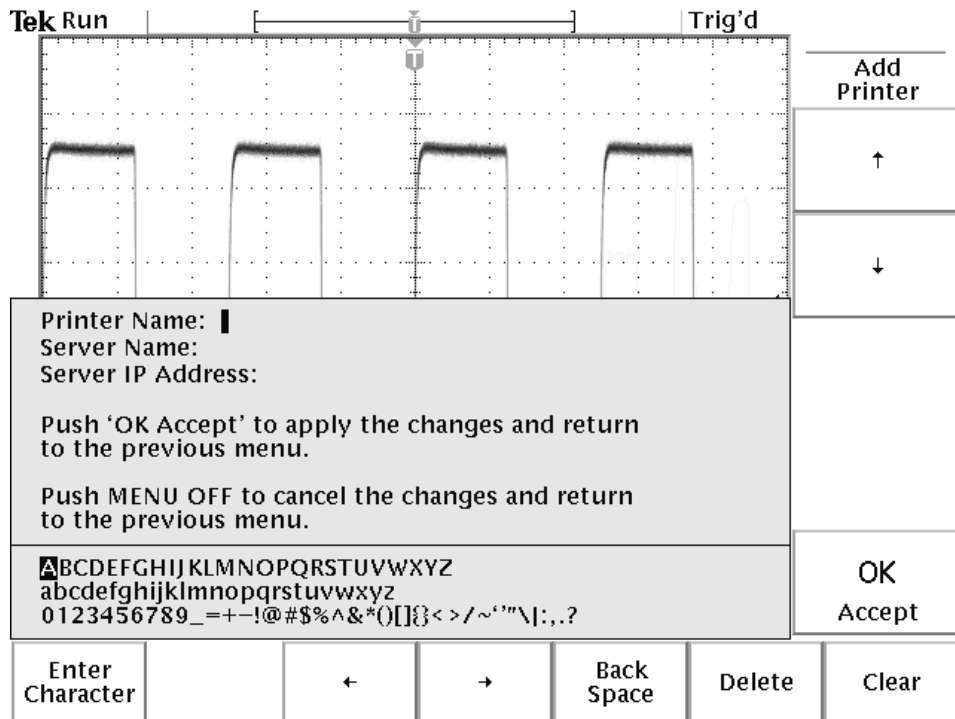 Tek Run Trig'd
T
T
Add
Printer
↑
↓
Printer Name:
Server Name:
Server IP Address:
Push ‘OK Accept’ to apply the changes and return
to the previous menu.
Push MENU OFF to cancel the changes and return
to the previous menu.
ABCDEFGHIJKLMNOPQRSTUVWXYZ
abcdefghijklmnopqrstuvwxyz
0123456789_=+−!@#$%^&*()[]{}<>/~‘’"\|:,.?
OK
Accept
Enter
Character
←
→
Back
Space
Delete
Clear